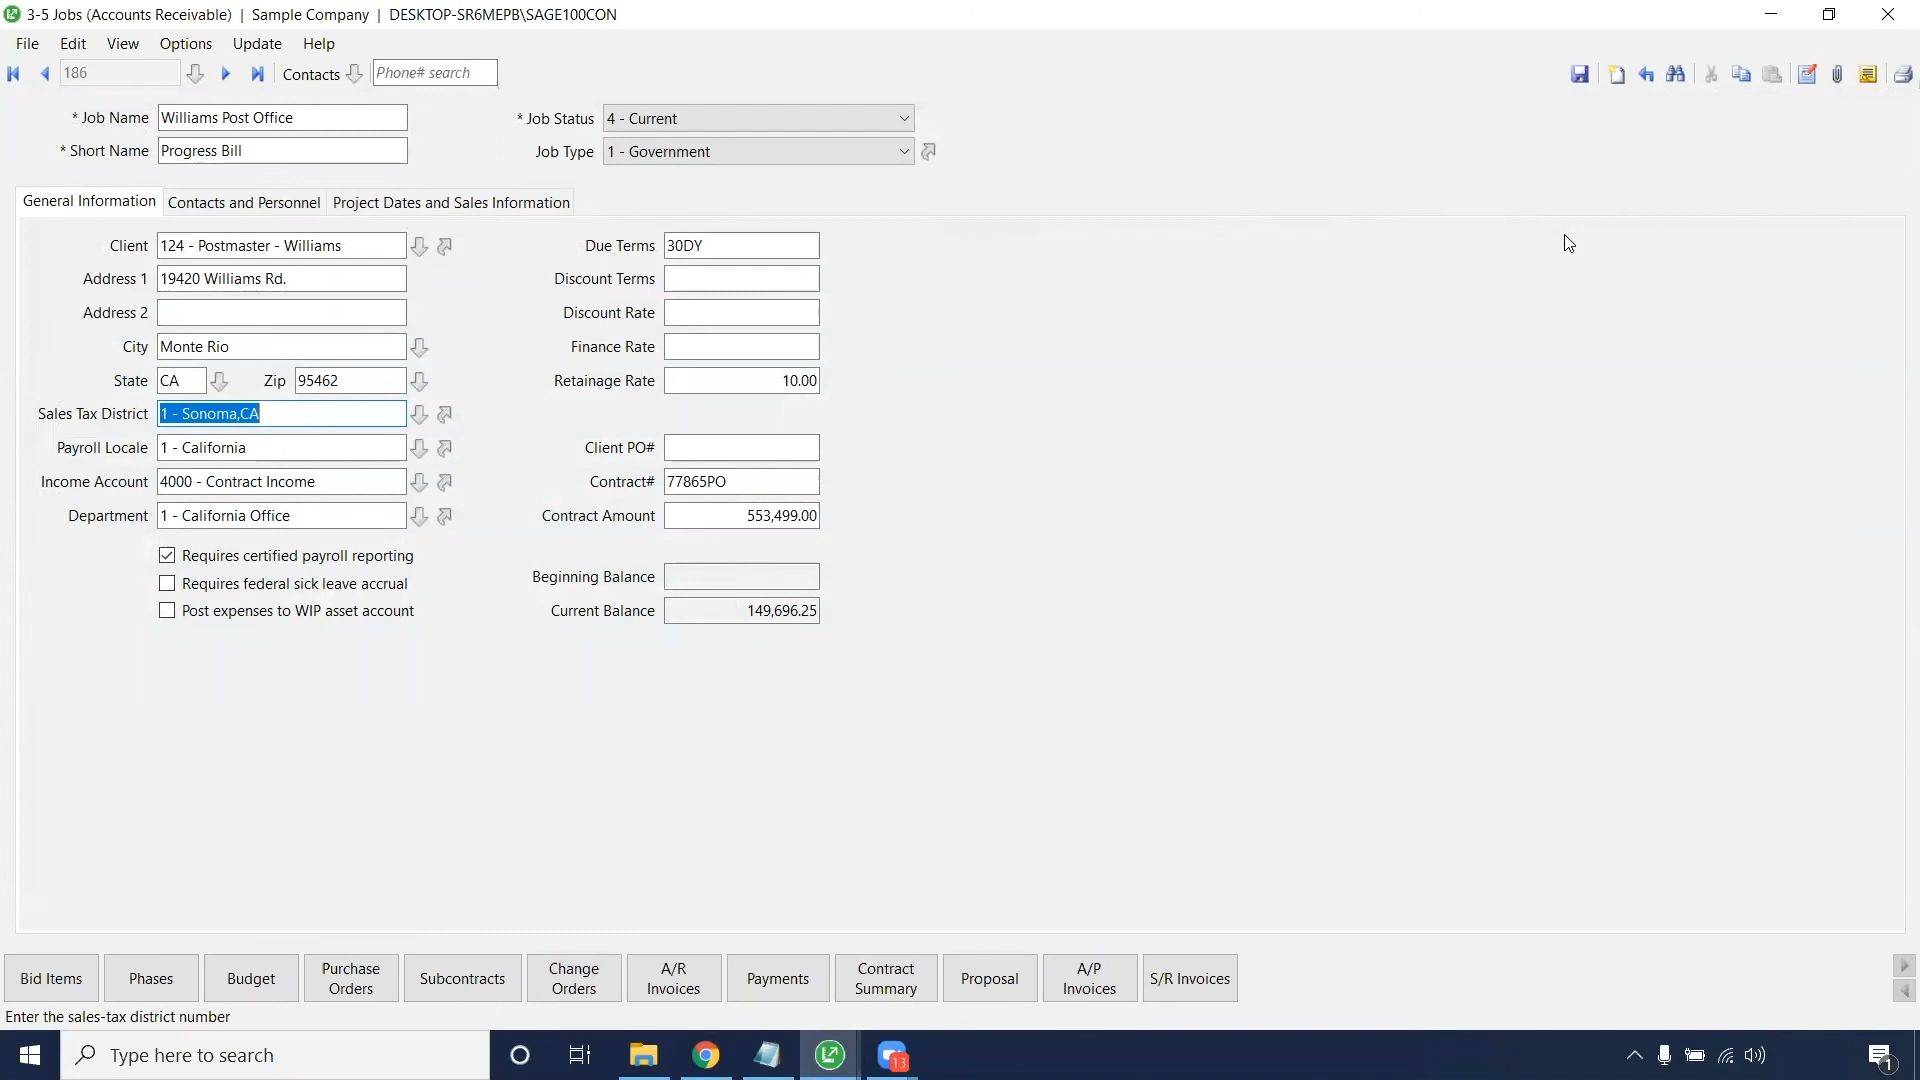 3-5 Jobs (Accounts Receivable) | Sample Company | DESKTOP-SR6MEPB\SAGE100CON
File Edit View Options Update Help
186 Contacts Phone# search
* Job Name Williams Post Office * Job Status 4 - Current
* Short Name Progress Bill Job Type 1 - Government
General Information Contacts and Personnel Project Dates and Sales Information
Client 124 - Postmaster - Williams Due Terms 30DY
Address 1 19420 Williams Rd. Discount Terms
Address 2 Discount Rate
City Monte Rio Finance Rate
State CA Zip 95462 Retainage Rate 10.00
Sales Tax District 1 - Sonoma,CA
Payroll Locale 1 - California Client PO#
Income Account 4000 - Contract Income Contract# 77865PO
Department 1 - California Office Contract Amount 553,499.00
Requires certified payroll reporting
Requires federal sick leave accrual Beginning Balance
Post expenses to WIP asset account Current Balance 149,696.25
Bid Items Phases Budget Purchase Orders Subcontracts Change Orders A/R Invoices Payments Contract Summary Proposal A/P Invoices S/R Invoices
Enter the sales-tax district number
Type here to search 13 1